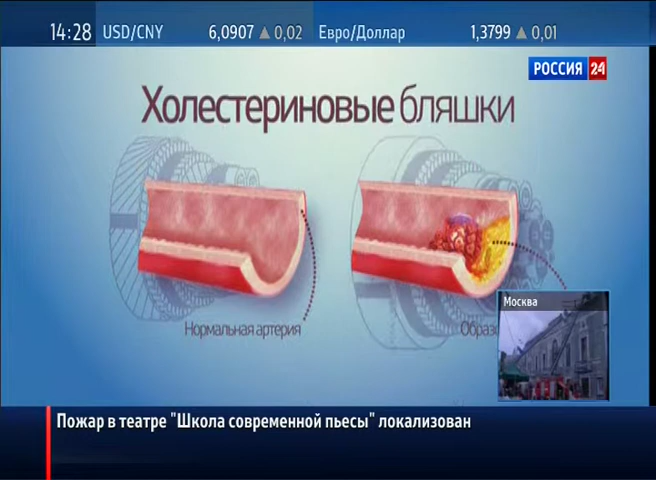 14:28 USD/CNY 6,0907 ▲ 0,02 Евро/Доллар 1,3799 ▲ 0,01
РОССИЯ 24
Холестериновые бляшки
Нормальная артерия
Москва
Пожар в театре "Школа современной пьесы" локализован